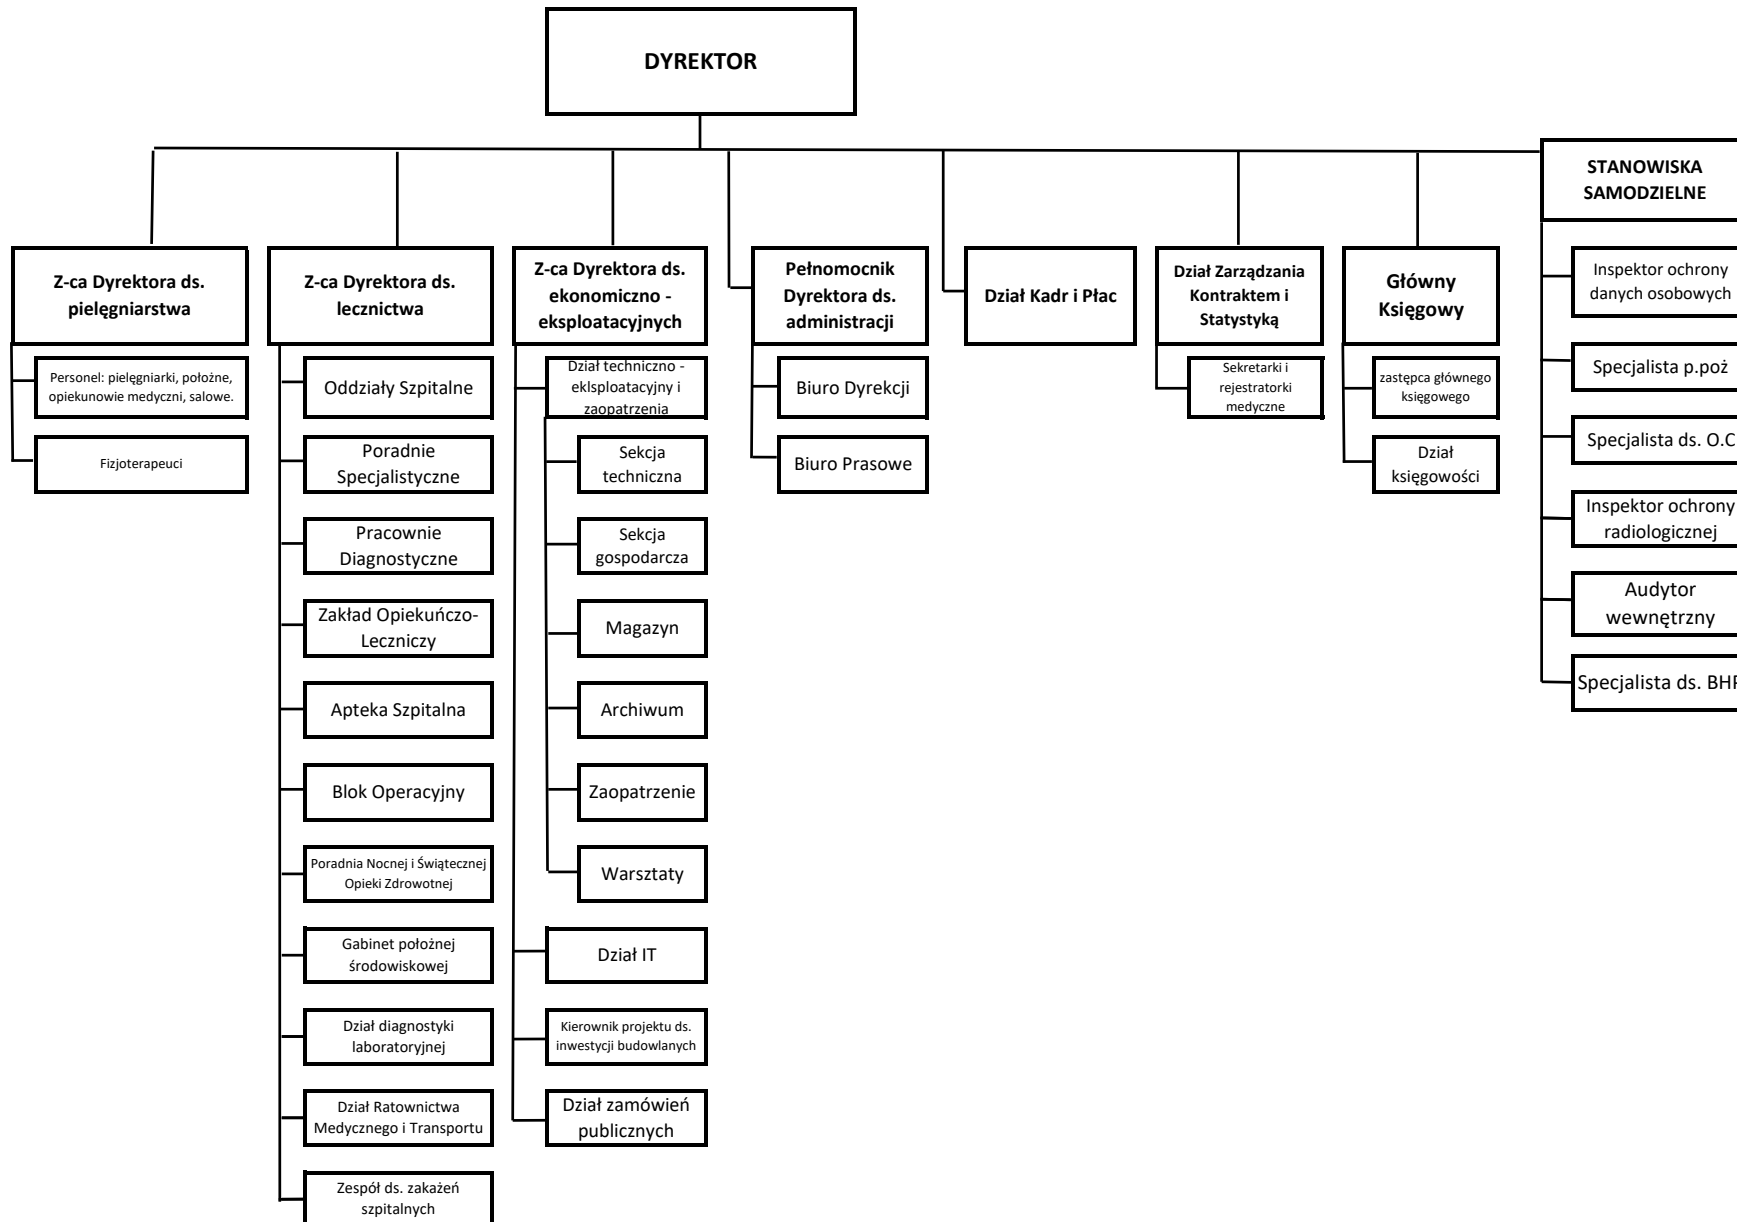 DYREKTOR
STANOWISKA
SAMODZIELNE
Z-ca Dyrektora ds.
pielęgniarstwa
Personel: pielęgniarki, położne,
opiekunowie medyczni, salowe.
Fizjoterapeuci
Z-ca Dyrektora ds.
lecznictwa
Oddziały Szpitalne
Poradnie
Specjalistyczne
Pracownie
Diagnostyczne
Zakład Opiekuńczo-
Leczniczy
Apteka Szpitalna
Blok Operacyjny
Poradnia Nocnej i Świątecznej
Opieki Zdrowotnej
Gabinet położnej
środowiskowej
Dział diagnostyki
laboratoryjnej
Dział Ratownictwa
Medycznego i Transportu
Zespół ds. zakażeń
szpitalnych
Z-ca Dyrektora ds.
ekonomiczno -
eksploatacyjnych
Dział techniczno -
eklsploatacyjny i
zaopatrzenia
Sekcja
techniczna
Sekcja
gospodarcza
Magazyn
Archiwum
Zaopatrzenie
Warsztaty
Dział IT
Kierownik projektu ds.
inwestycji budowlanych
Dział zamówień
publicznych
Pełnomocnik
Dyrektora ds.
administracji
Biuro Dyrekcji
Biuro Prasowe
Dział Kadr i Płac
Dział Zarządzania
Kontraktem i
Statystyką
Sekretarki i
rejestratorki
medyczne
Główny
Księgowy
zastępca głównego
księgowego
Dział
księgowości
Inspektor ochrony
danych osobowych
Specjalista p.poż
Specjalista ds. O.C
Inspektor ochrony
radiologicznej
Audytor
wewnętrzny
Specjalista ds. BHP